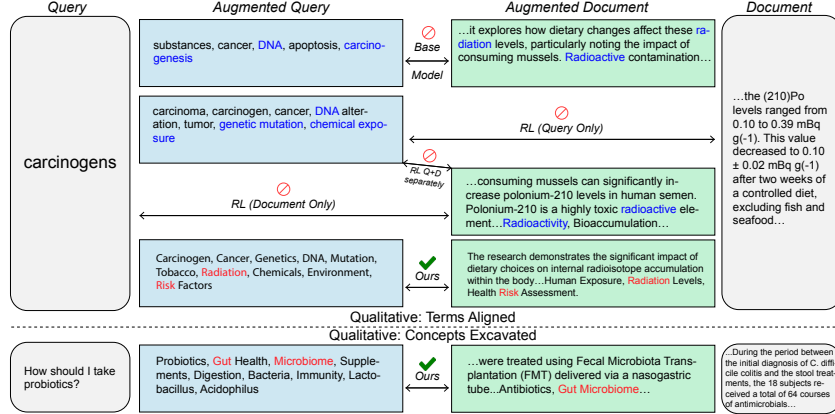 Query
Augmented Query
Augmented Document
Document
substances, cancer, DNA, apoptosis, carcino-
genesis
Base
Model
…it explores how dietary changes affect these ra-
diation levels, particularly noting the impact of
consuming mussels. Radioactive contamination…
carcinoma, carcinogen, cancer, DNA alter-
ation, tumor, genetic mutation, chemical expo-
sure
RL (Query Only)
RL Q+D
separately
carcinogens
…the (210)Po
levels ranged from
0.10 to 0.39 mBq
g(-1). This value
decreased to 0.10
± 0.02 mBq g(-1)
after two weeks of
a controlled diet,
excluding fish and
seafood…
RL (Document Only)
…consuming mussels can significantly in-
crease polonium-210 levels in human semen.
Polonium-210 is a highly toxic radioactive ele-
ment…Radioactivity, Bioaccumulation…
Carcinogen, Cancer, Genetics, DNA, Mutation,
Tobacco, Radiation, Chemicals, Environment,
Risk Factors
Ours
The research demonstrates the significant impact of
dietary choices on internal radioisotope accumulation
within the body…Human Exposure, Radiation Levels,
Health Risk Assessment.
Qualitative: Terms Aligned
Qualitative: Concepts Excavated
How should I take
probiotics?
Probiotics, Gut Health, Microbiome, Supple-
ments, Digestion, Bacteria, Immunity, Lacto-
bacillus, Acidophilus
Ours
…were treated using Fecal Microbiota Trans-
plantation (FMT) delivered via a nasogastric
tube...Antibiotics, Gut Microbiome…
…During the period between
the initial diagnosis of C. diffi-
cile colitis and the stool treat-
ments, the 18 subjects re-
ceived a total of 64 courses
of antimicrobials…